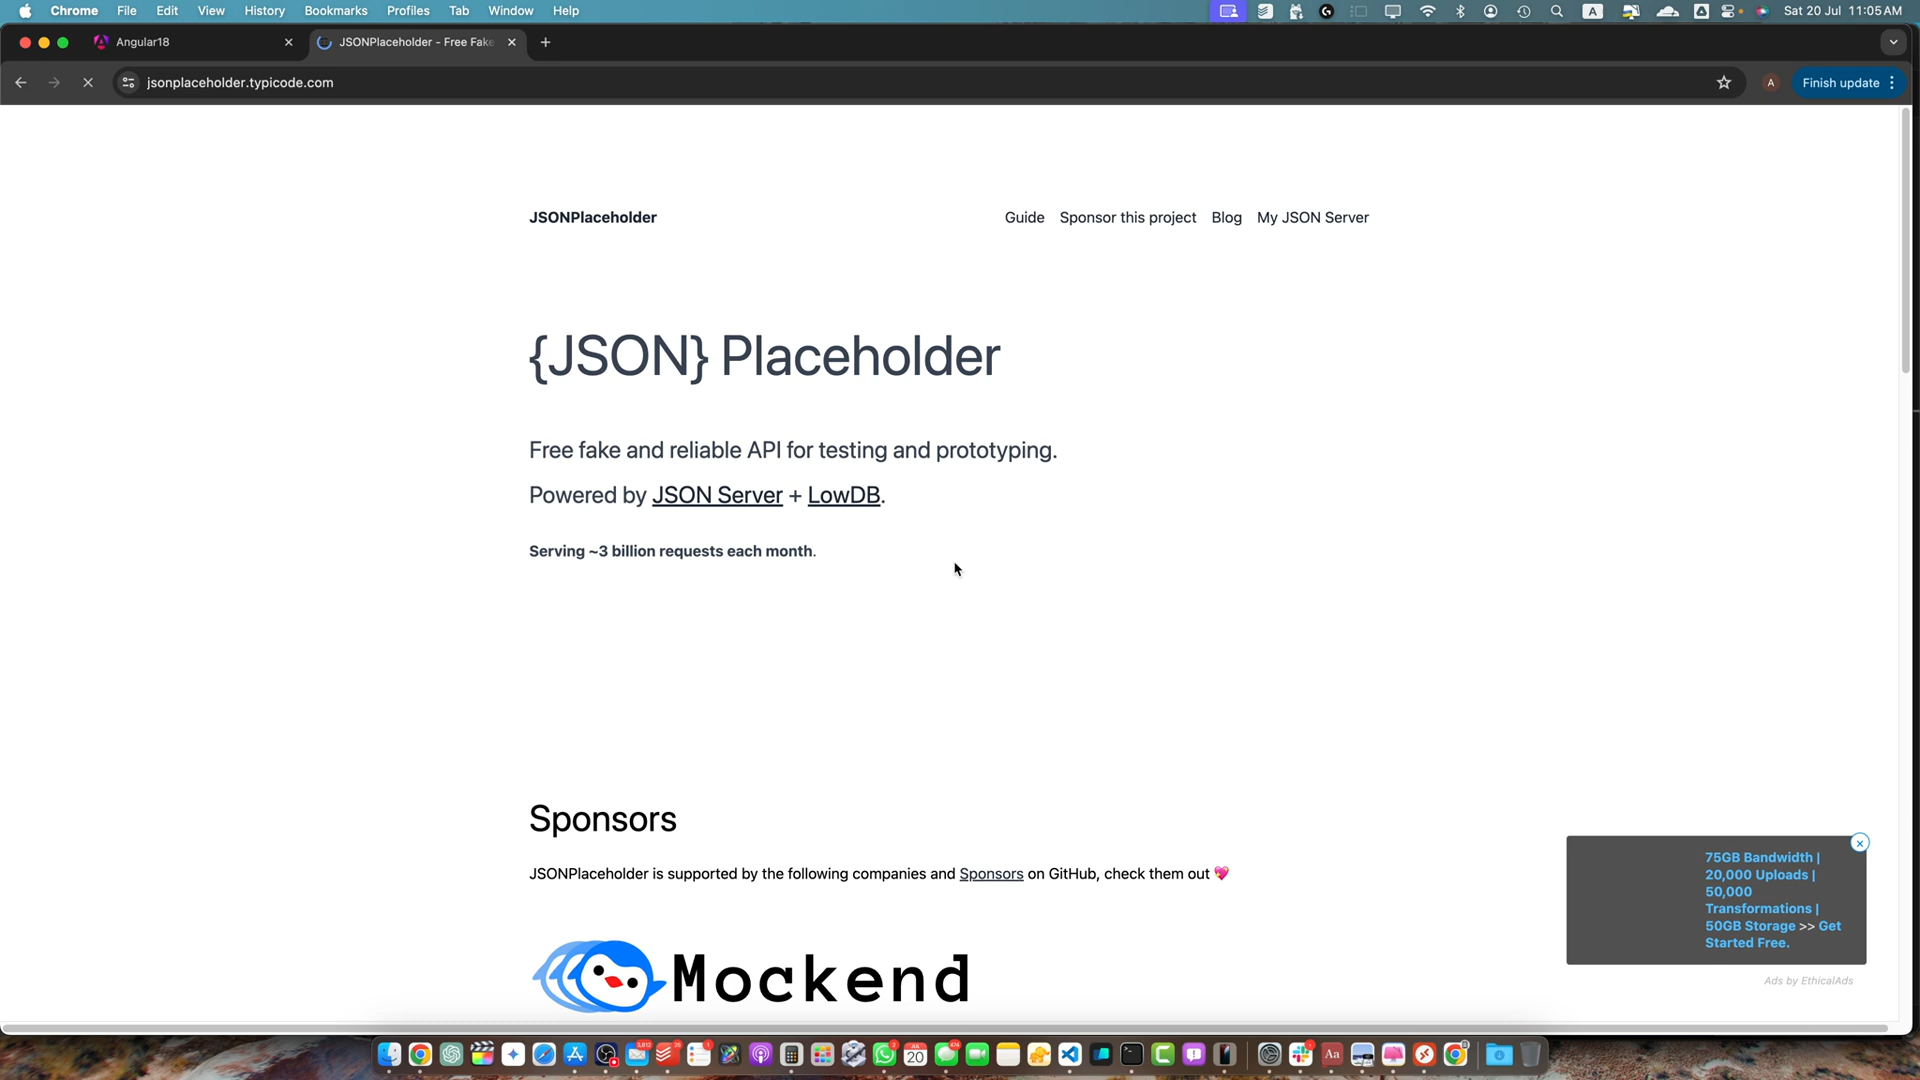 Chrome File Edit View History Bookmarks Profiles Tab Window Help
Sat 20 Jul 11:05 AM
Angular18
JSONPlaceholder - Free Fake
jsonplaceholder.typicode.com
A
Finish update
JSONPlaceholder
Guide Sponsor this project Blog My JSON Server
{JSON} Placeholder
Free fake and reliable API for testing and prototyping.
Powered by JSON Server + LowDB.
Serving ~3 billion requests each month.
Sponsors
JSONPlaceholder is supported by the following companies and Sponsors on GitHub, check them out 💖
Mockend
75GB Bandwidth |
20,000 Uploads |
50,000
Transformations |
50GB Storage >> Get
Started Free.
Ads by EthicalAds